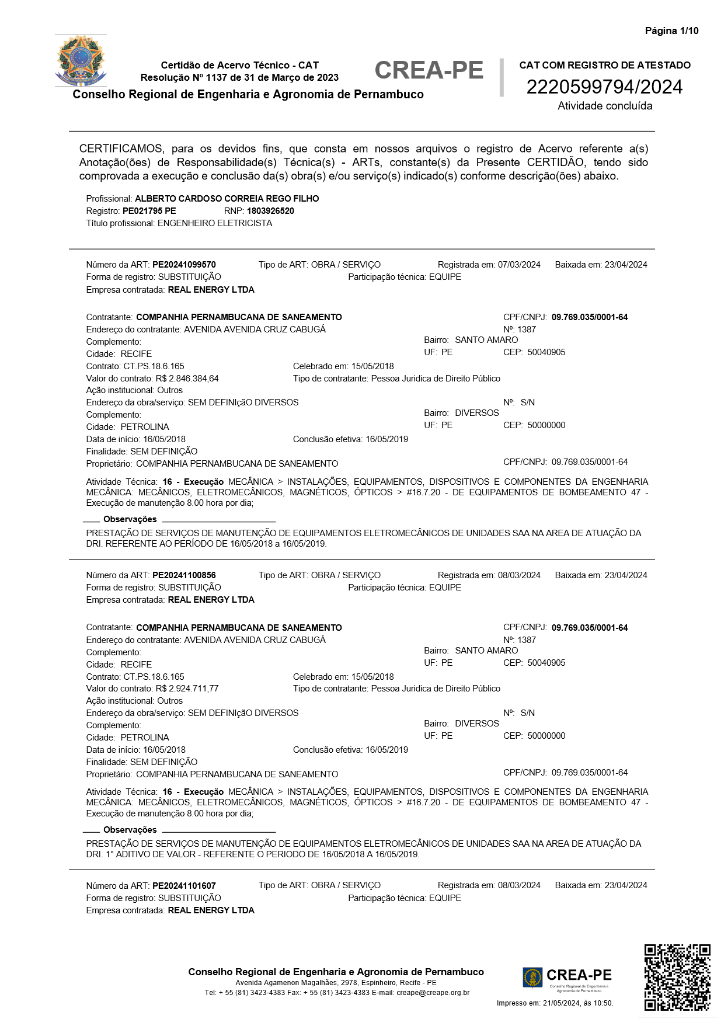 Página 1/10
Certidão de Acervo Técnico - CAT
Resolução Nº 1137 de 31 de Março de 2023
CREA-PE
CAT COM REGISTRO DE ATESTADO
2220599794/2024
Conselho Regional de Engenharia e Agronomia de Pernambuco
Atividade concluída
CERTIFICAMOS, para os devidos fins, que consta em nossos arquivos o registro de Acervo referente a(s)
Anotação(ões) de Responsabilidade(s) Técnica(s) - ARTs, constante(s) da Presente CERTIDÃO, tendo sido
comprovada a execução e conclusão da(s) obra(s) e/ou serviço(s) indicado(s) conforme descrição(ões) abaixo.
Profissional: ALBERTO CARDOSO CORREIA REGO FILHO
Registro: PE021795 PE RNP: 1803926520
Título profissional: ENGENHEIRO ELETRICISTA
Número da ART: PE20241099570 Tipo de ART: OBRA / SERVIÇO Registrada em: 07/03/2024 Baixada em: 23/04/2024
Forma de registro: SUBSTITUIÇÃO Participação técnica: EQUIPE
Empresa contratada: REAL ENERGY LTDA
Contratante: COMPANHIA PERNAMBUCANA DE SANEAMENTO CPF/CNPJ: 09.769.035/0001-64
Endereço do contratante: AVENIDA AVENIDA CRUZ CABUGÁ Nº: 1387
Complemento: Bairro: SANTO AMARO
Cidade: RECIFE UF: PE CEP: 50040905
Contrato: CT.PS.18.6.165 Celebrado em: 15/05/2018
Valor do contrato: R$ 2.846.384,64 Tipo de contratante: Pessoa Juridica de Direito Público
Ação institucional: Outros
Endereço da obra/serviço: SEM DEFINIção DIVERSOS Nº: S/N
Complemento: Bairro: DIVERSOS
Cidade: PETROLINA UF: PE CEP: 50000000
Data de início: 16/05/2018 Conclusão efetiva: 16/05/2019
Finalidade: SEM DEFINIÇÃO
Proprietário: COMPANHIA PERNAMBUCANA DE SANEAMENTO CPF/CNPJ: 09.769.035/0001-64
Atividade Técnica: 16 - Execução MECÂNICA > INSTALAÇÕES, EQUIPAMENTOS, DISPOSITIVOS E COMPONENTES DA ENGENHARIA
MECÂNICA: MECÂNICOS, ELETROMECÂNICOS, MAGNÉTICOS, ÓPTICOS > #16.7.20 - DE EQUIPAMENTOS DE BOMBEAMENTO 47 -
Execução de manutenção 8.00 hora por dia;
Observações
PRESTAÇÃO DE SERVIÇOS DE MANUTENÇÃO DE EQUIPAMENTOS ELETROMECÂNICOS DE UNIDADES SAA NA AREA DE ATUAÇÃO DA
DRI. REFERENTE AO PERÍODO DE 16/05/2018 a 16/05/2019.
Número da ART: PE20241100856 Tipo de ART: OBRA / SERVIÇO Registrada em: 08/03/2024 Baixada em: 23/04/2024
Forma de registro: SUBSTITUIÇÃO Participação técnica: EQUIPE
Empresa contratada: REAL ENERGY LTDA
Contratante: COMPANHIA PERNAMBUCANA DE SANEAMENTO CPF/CNPJ: 09.769.035/0001-64
Endereço do contratante: AVENIDA AVENIDA CRUZ CABUGÁ Nº: 1387
Complemento: Bairro: SANTO AMARO
Cidade: RECIFE UF: PE CEP: 50040905
Contrato: CT.PS.18.6.165 Celebrado em: 15/05/2018
Valor do contrato: R$ 2.924.711,77 Tipo de contratante: Pessoa Juridica de Direito Público
Ação institucional: Outros
Endereço da obra/serviço: SEM DEFINIção DIVERSOS Nº: S/N
Complemento: Bairro: DIVERSOS
Cidade: PETROLINA UF: PE CEP: 50000000
Data de início: 16/05/2018 Conclusão efetiva: 16/05/2019
Finalidade: SEM DEFINIÇÃO
Proprietário: COMPANHIA PERNAMBUCANA DE SANEAMENTO CPF/CNPJ: 09.769.035/0001-64
Atividade Técnica: 16 - Execução MECÂNICA > INSTALAÇÕES, EQUIPAMENTOS, DISPOSITIVOS E COMPONENTES DA ENGENHARIA
MECÂNICA: MECÂNICOS, ELETROMECÂNICOS, MAGNÉTICOS, ÓPTICOS > #16.7.20 - DE EQUIPAMENTOS DE BOMBEAMENTO 47 -
Execução de manutenção 8.00 hora por dia;
Observações
PRESTAÇÃO DE SERVIÇOS DE MANUTENÇÃO DE EQUIPAMENTOS ELETROMECÂNICOS DE UNIDADES SAA NA AREA DE ATUAÇÃO DA
DRI. 1° ADITIVO DE VALOR - REFERENTE O PERIODO DE 16/05/2018 A 16/05/2019.
Número da ART: PE20241101607 Tipo de ART: OBRA / SERVIÇO Registrada em: 08/03/2024 Baixada em: 23/04/2024
Forma de registro: SUBSTITUIÇÃO Participação técnica: EQUIPE
Empresa contratada: REAL ENERGY LTDA
Conselho Regional de Engenharia e Agronomia de Pernambuco
Avenida Agamenon Magalhães, 2978, Espinheiro, Recife - PE
Tel: + 55 (81) 3423-4383 Fax: + 55 (81) 3423-4383 E-mail: creape@creape.org.br
CREA-PE
Conselho Regional de Engenharia e
Agronomia de Pernambuco
Impresso em: 21/05/2024, às 10:50.